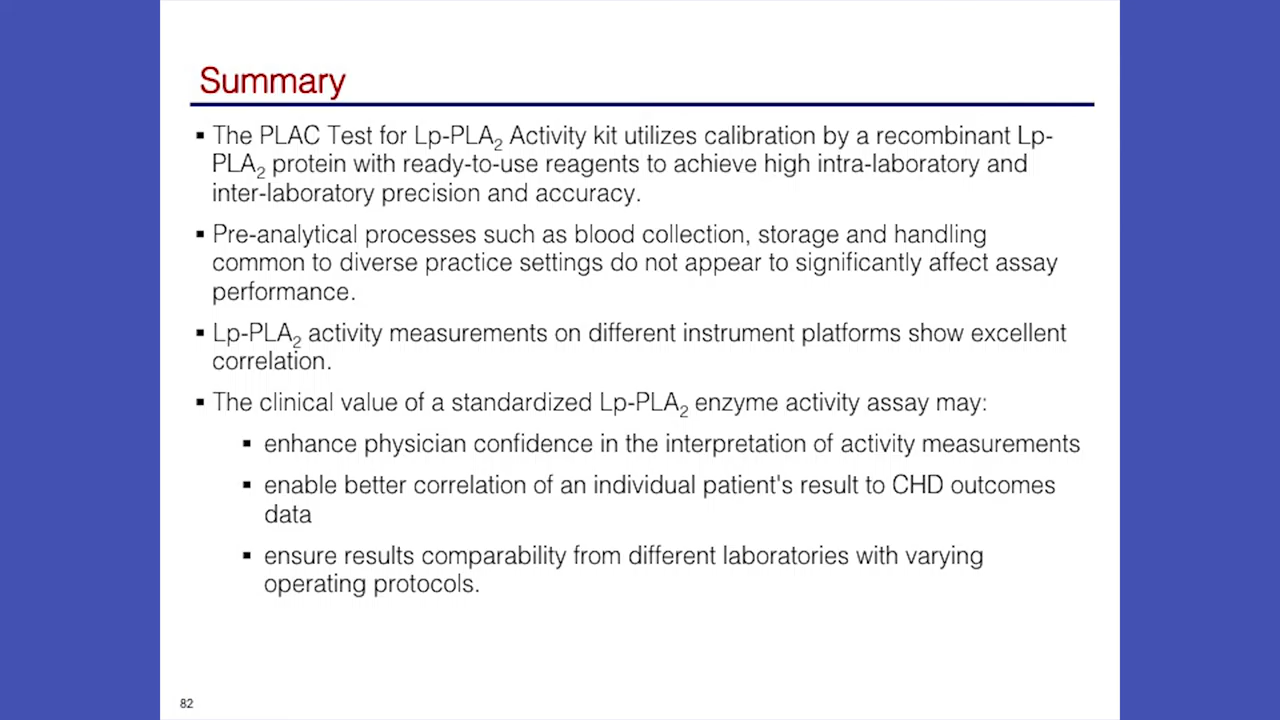 Summary
▪ The PLAC Test for Lp-PLA₂ Activity kit utilizes calibration by a recombinant Lp-
PLA₂ protein with ready-to-use reagents to achieve high intra-laboratory and
inter-laboratory precision and accuracy.
▪ Pre-analytical processes such as blood collection, storage and handling
common to diverse practice settings do not appear to significantly affect assay
performance.
▪ Lp-PLA₂ activity measurements on different instrument platforms show excellent
correlation.
▪ The clinical value of a standardized Lp-PLA₂ enzyme activity assay may:
▪ enhance physician confidence in the interpretation of activity measurements
▪ enable better correlation of an individual patient's result to CHD outcomes
data
▪ ensure results comparability from different laboratories with varying
operating protocols.
82